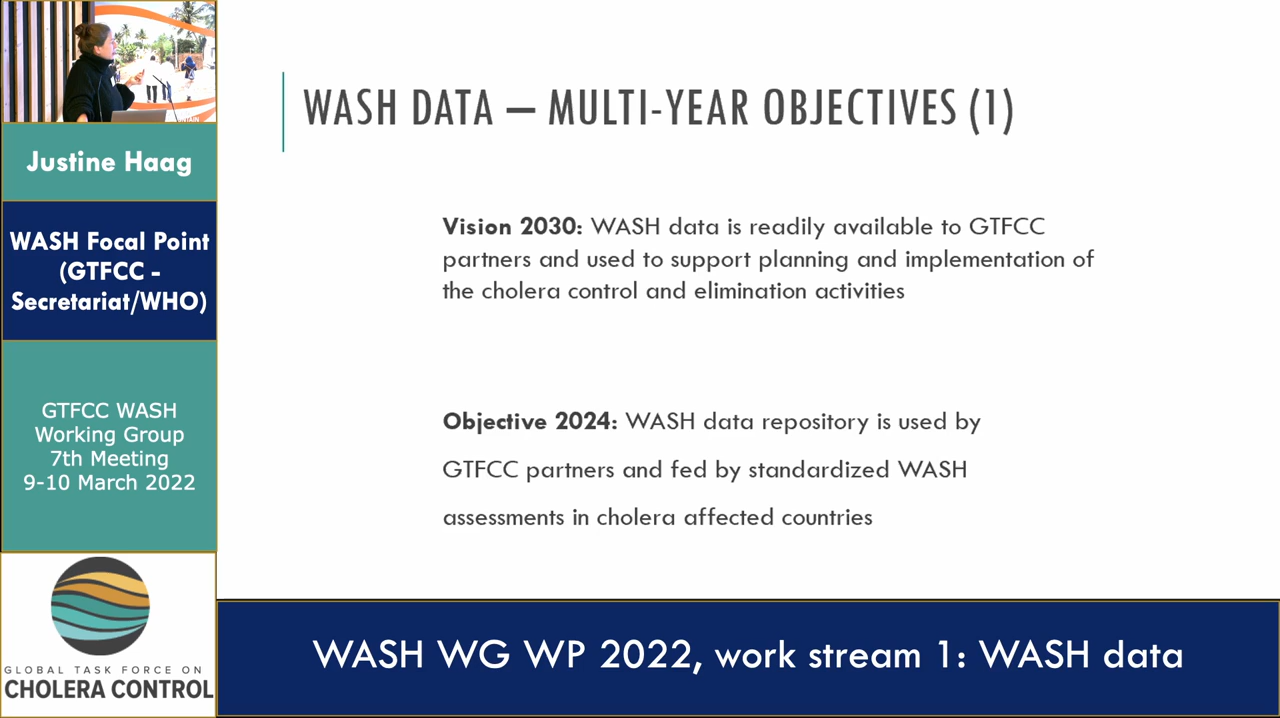 Justine Haag
WASH Focal Point
(GTFCC -
Secretariat/WHO)
GTFCC WASH
Working Group
7th Meeting
9-10 March 2022
GLOBAL TASK FORCE ON
CHOLERA CONTROL
WASH DATA – MULTI-YEAR OBJECTIVES (1)
Vision 2030: WASH data is readily available to GTFCC
partners and used to support planning and implementation of
the cholera control and elimination activities
Objective 2024: WASH data repository is used by
GTFCC partners and fed by standardized WASH
assessments in cholera affected countries
WASH WG WP 2022, work stream 1: WASH data